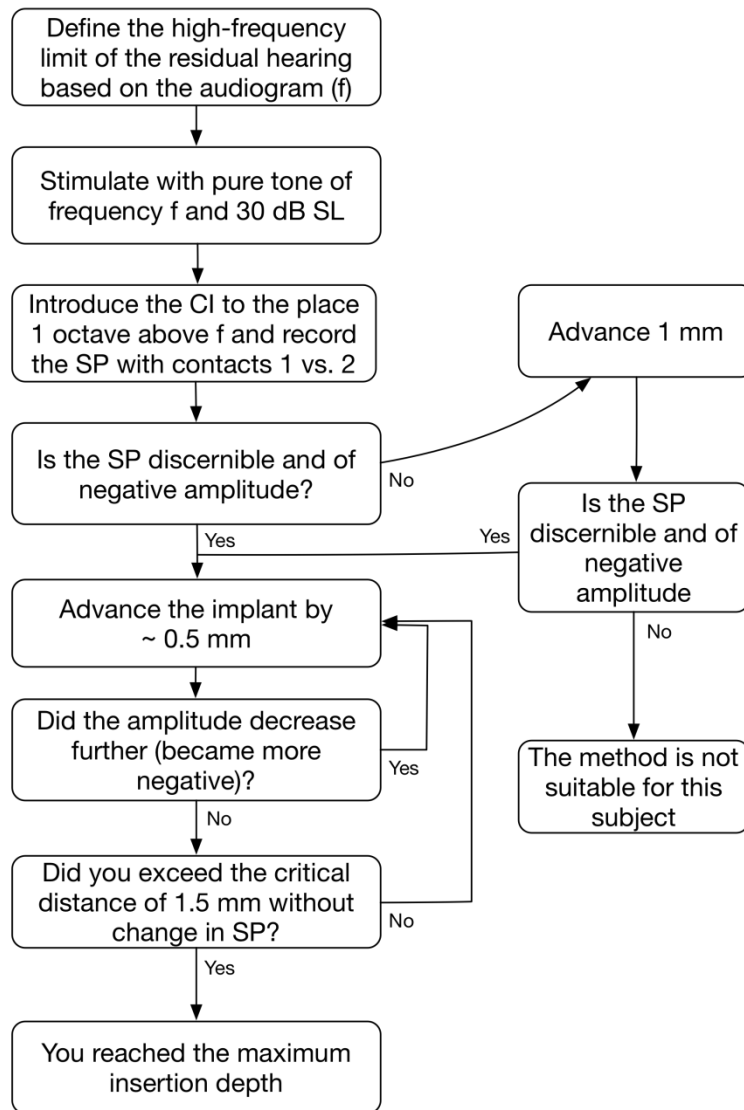 Define the high-frequency
limit of the residual hearing
based on the audiogram (f)
Stimulate with pure tone of
frequency f and 30 dB SL
Introduce the CI to the place
1 octave above f and record
the SP with contacts 1 vs. 2
Advance 1 mm
Is the SP discernible and of
negative amplitude?
No
Yes
Is the SP
discernible and of
negative
amplitude
Yes
No
Advance the implant by
~ 0.5 mm
Did the amplitude decrease
further (became more
negative)?
Yes
No
The method is not
suitable for this
subject
Did you exceed the critical
distance of 1.5 mm without
change in SP?
No
Yes
You reached the maximum
insertion depth